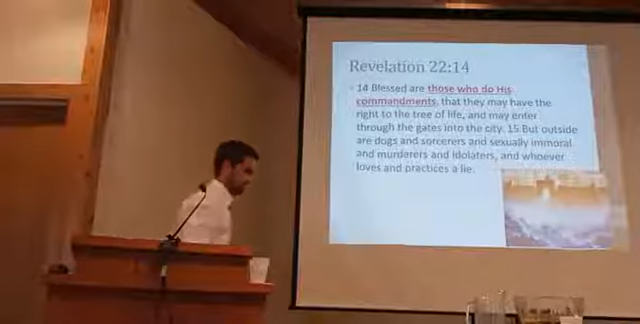 Revelation 22:14
14 Blessed are those who do His
commandments, that they may have the
right to the tree of life, and may enter
through the gates into the city. 15 But outside
are dogs and sorcerers and sexually immoral
and murderers and idolaters, and whoever
loves and practices a lie.